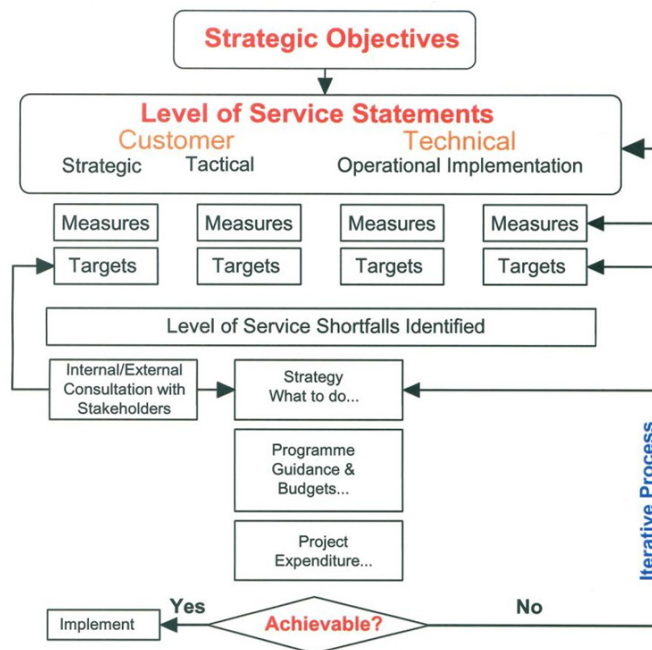 Strategic Objectives
Level of Service Statements
Customer Technical
Strategic Tactical Operational Implementation
Measures Measures Measures Measures
Targets Targets Targets Targets
Level of Service Shortfalls Identified
Internal/External
Consultation with
Stakeholders
Strategy
What to do...
Programme
Guidance &
Budgets...
Project
Expenditure...
Iterative Process
Implement
Yes
Achievable?
No